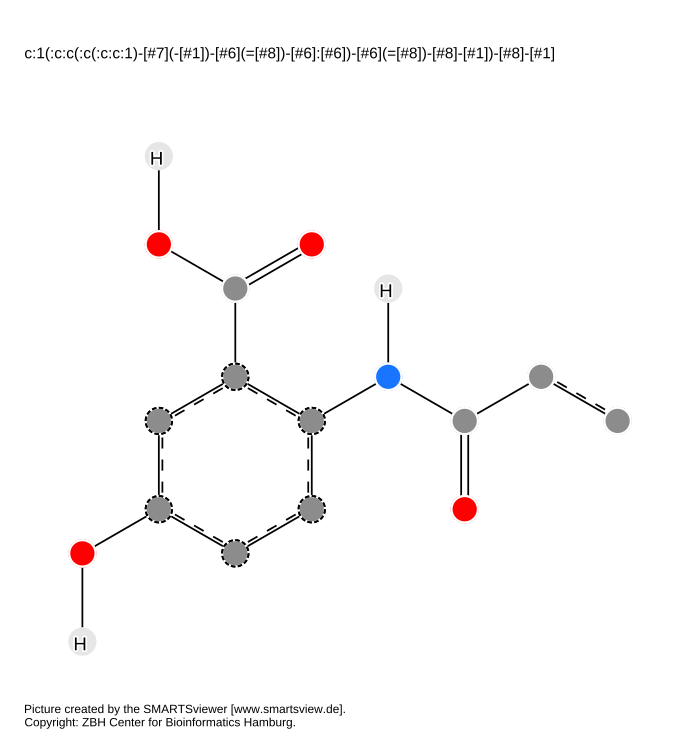 c:1(:c:c(:c(:c:c:1)-[#7](-[#1])-[#6](=[#8])-[#6]:[#6])-[#6](=[#8])-[#8]-[#1])-[#8]-[#1]
H
H
H
Picture created by the SMARTSviewer [www.smartsview.de].
Copyright: ZBH Center for Bioinformatics Hamburg.